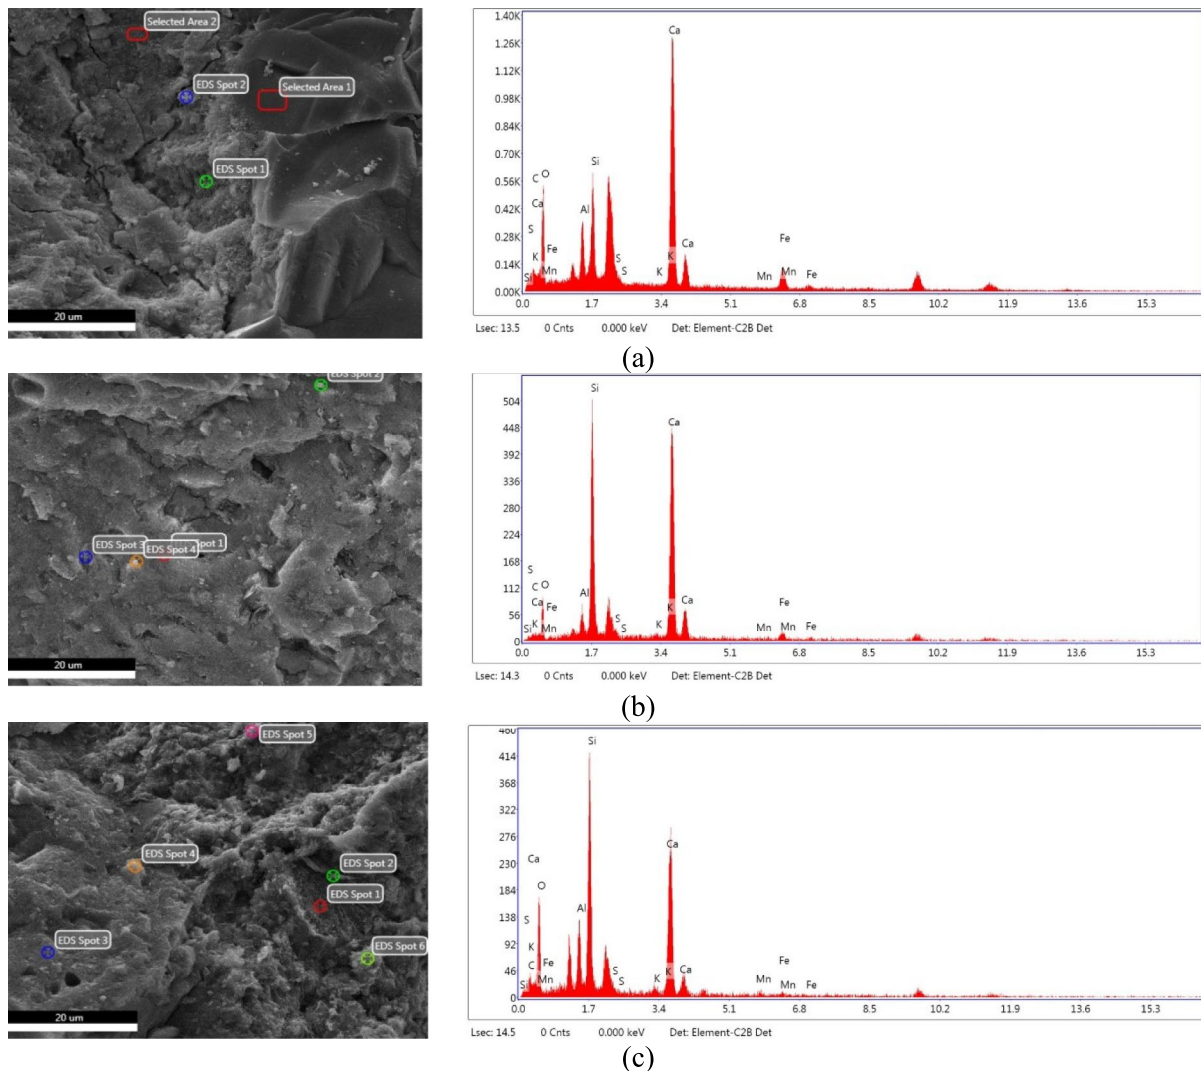 Selected Area 2
EDS Spot 2
Selected Area 1
EDS Spot 1
20 um
1.40K
1.26K
1.12K
0.98K
0.84K
0.70K
0.56K
0.42K
0.28K
0.14K
0.00K
Ca
Si
C O
Ca
Al
S
K Fe
Si Mn
S
S
K
K
Ca
Fe
Mn
Mn
Fe
0.0 1.7 3.4 5.1 6.8 8.5 10.2 11.9 13.6 15.3
Lsec: 13.5 0 Cnts 0.000 keV Det: Element-C2B Det
(a)
EDS Spot 2
EDS Spot 3
EDS Spot 4
Spot 1
20 um
504
448
392
336
280
224
168
112
56
0
Si
Ca
S
C O
Ca Fe
Al
K
Si Mn
S
S
K
K
Ca
Fe
Mn
Mn
Fe
0.0 1.7 3.4 5.1 6.8 8.5 10.2 11.9 13.6 15.3
Lsec: 14.3 0 Cnts 0.000 keV Det: Element-C2B Det
(b)
EDS Spot 5
EDS Spot 4
EDS Spot 2
EDS Spot 1
EDS Spot 3
EDS Spot 6
20 um
460
414
368
322
276
230
184
138
92
46
0
Si
Ca
Ca
O
S
Al
K
C Fe
Si Mn
S
S
K
K
Ca
Fe
Mn
Mn
Fe
0.0 1.7 3.4 5.1 6.8 8.5 10.2 11.9 13.6 15.3
Lsec: 14.5 0 Cnts 0.000 keV Det: Element-C2B Det
(c)